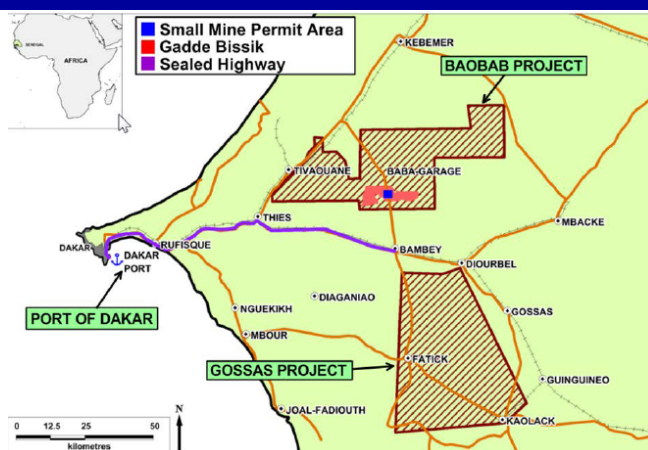 SENEGAL
AFRICA
Small Mine Permit Area
Gadde Bissik
Sealed Highway
KEBEMER
BAOBAB PROJECT
TIVAOUANE
BABA-GARAGE
THIES
MBACKE
DAKAR
RUFISQUE
BAMBEY
DAKAR
PORT
DIOURBEL
PORT OF DAKAR
NGUEKIKH
DIAGANIAO
GOSSAS
MBOUR
GOSSAS PROJECT
FATICK
GUINGUINEO
JOAL-FADIOUTH
KAOLACK
0 12.5 25 50
kilometres
N